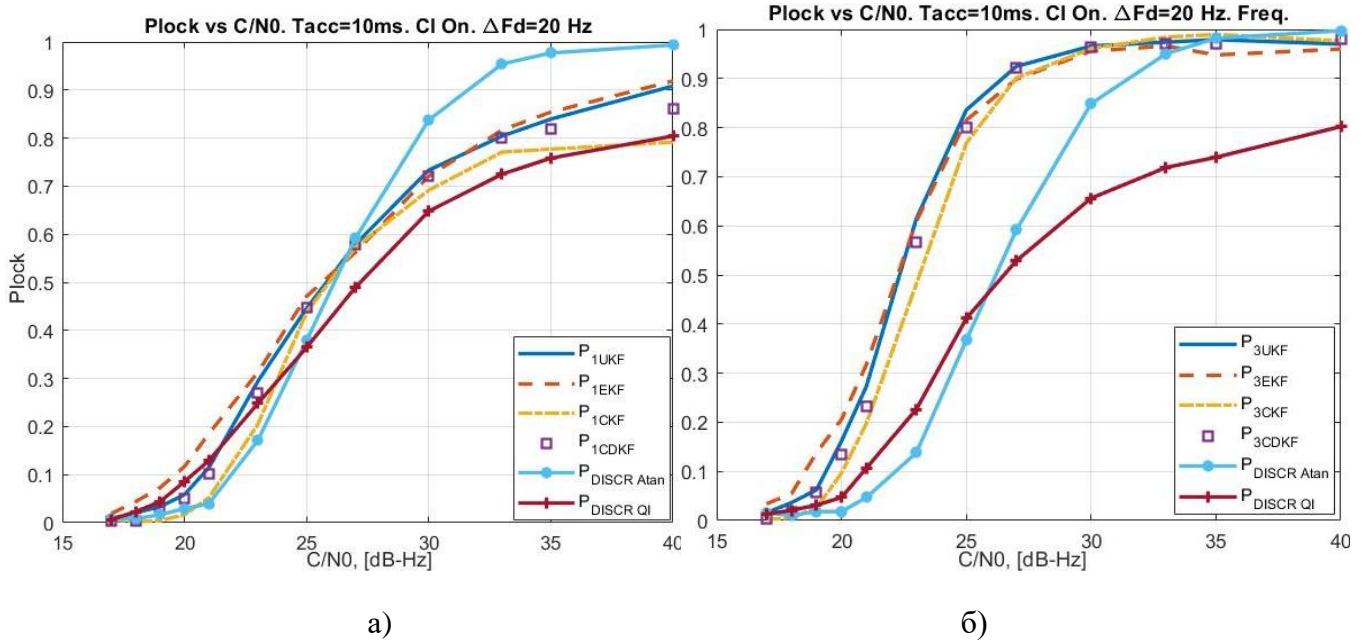 Plock vs C/N0. Tacc=10ms. CI On. ΔFd=20 Hz
1
0.9
0.8
0.7
0.6
0.5
0.4
0.3
0.2
0.1
0
Plock
15 20 25 30 35 40
C/N0, [dB-Hz]
P1UKF
P1EKF
P1CKF
P1CDKF
PDISCR Atan
PDISCR QI
а)
Plock vs C/N0. Tacc=10ms. CI On. ΔFd=20 Hz. Freq.
1
0.9
0.8
0.7
0.6
0.5
0.4
0.3
0.2
0.1
0
15 20 25 30 35 40
C/N0, [dB-Hz]
P3UKF
P3EKF
P3CKF
P3CDKF
PDISCR Atan
PDISCR QI
б)